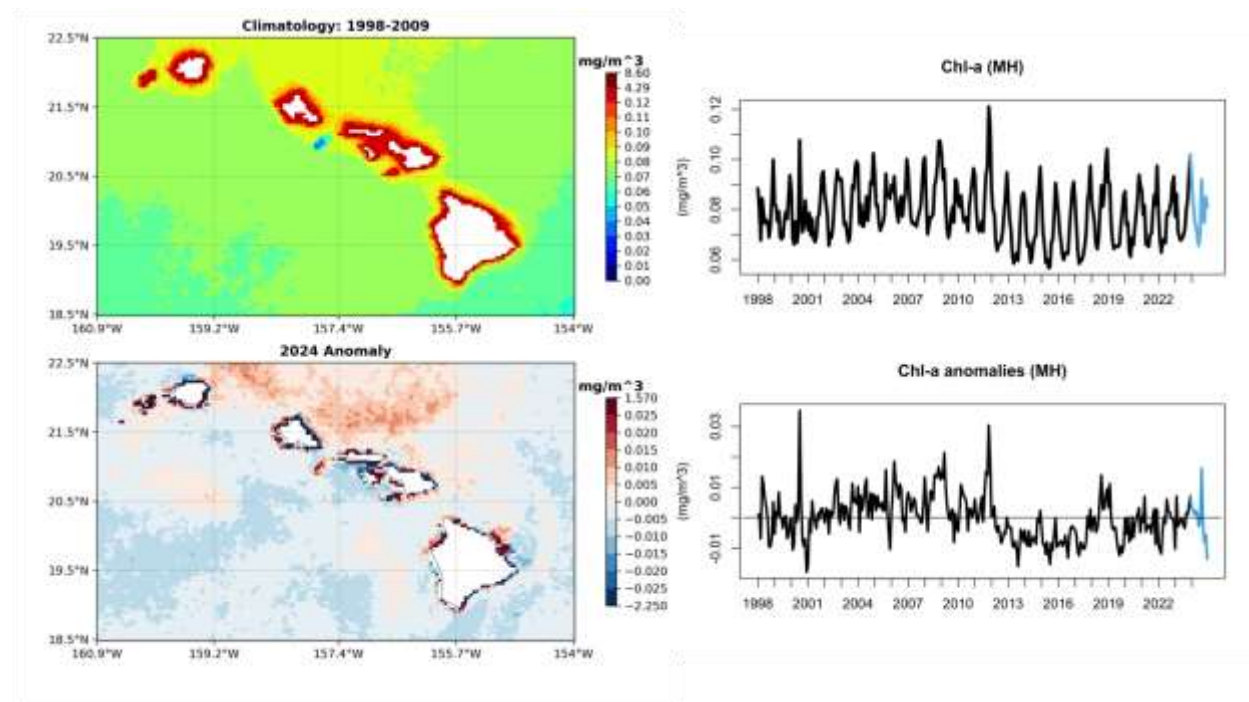 Climatology: 1998-2009
22.5°N
21.5°N
20.5°N
19.5°N
18.5°N
160.9°W 159.2°W 157.4°W 155.7°W 154°W
mg/m^3
8.60
4.29
0.12
0.11
0.10
0.09
0.08
0.07
0.06
0.05
0.04
0.03
0.02
0.01
0.00
2024 Anomaly
22.5°N
21.5°N
20.5°N
19.5°N
18.5°N
160.9°W 159.2°W 157.4°W 155.7°W 154°W
mg/m^3
1.570
0.025
0.020
0.015
0.010
0.005
0.000
−0.005
−0.010
−0.015
−0.020
−0.025
−2.250
Chl-a (MH)
(mg/m^3)
0.12
0.10
0.08
0.06
1998 2001 2004 2007 2010 2013 2016 2019 2022
Chl-a anomalies (MH)
(mg/m^3)
0.03
0.01
-0.01
1998 2001 2004 2007 2010 2013 2016 2019 2022